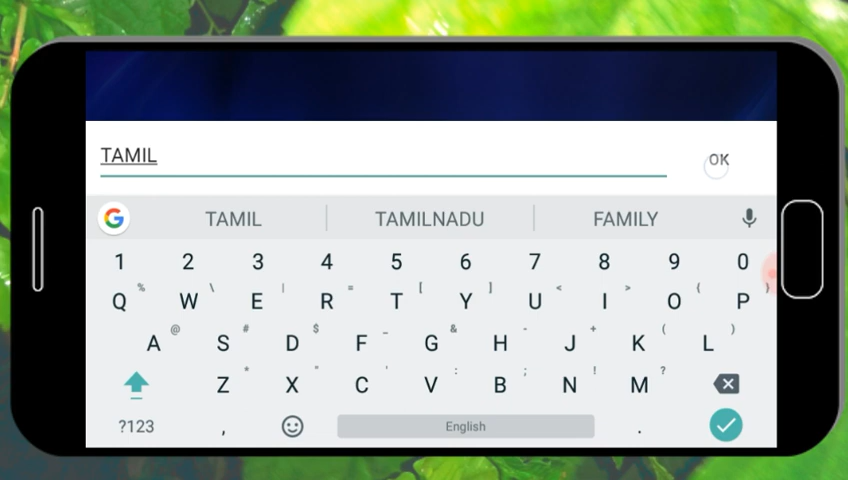 TAMIL
OK
G TAMIL TAMILNADU FAMILY
1 2 3 4 5 6 7 8 9 0
Q % W \ E | R = T [ Y ] U < I > O { P }
A @ S # D $ F _ G & H - J + K ( L )
Z * X " C ' V : B ; N ! M ?
?123 , English .